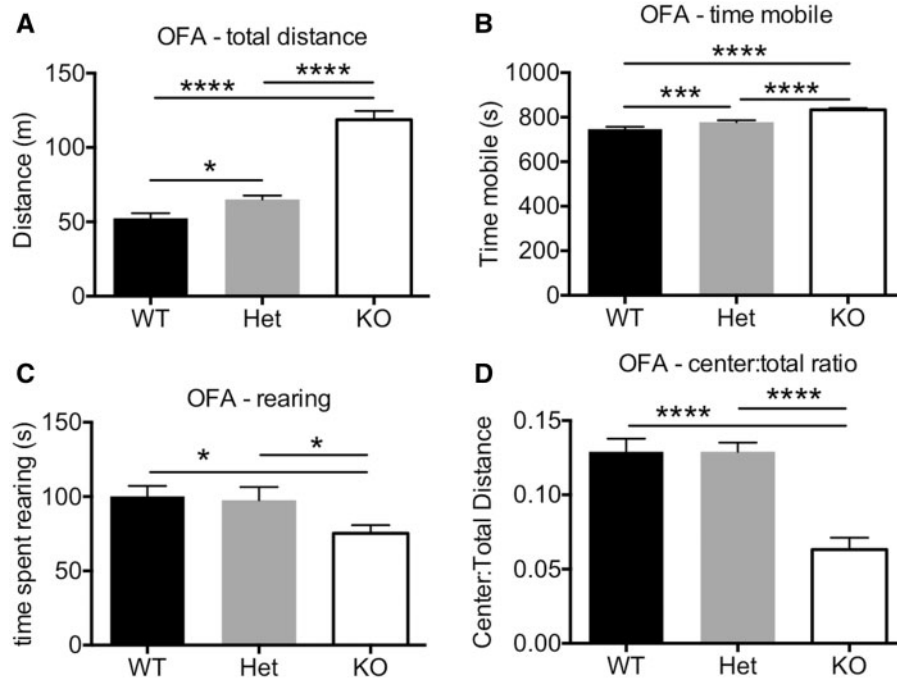 A
OFA - total distance
Distance (m)
150
100
50
0
****
****
*
WT Het KO
B
OFA - time mobile
Time mobile (s)
1000
800
600
400
200
0
****
***
****
WT Het KO
C
OFA - rearing
time spent rearing (s)
150
100
50
0
*
*
WT Het KO
D
OFA - center:total ratio
Center:Total Distance
0.15
0.10
0.05
0.00
****
****
WT Het KO